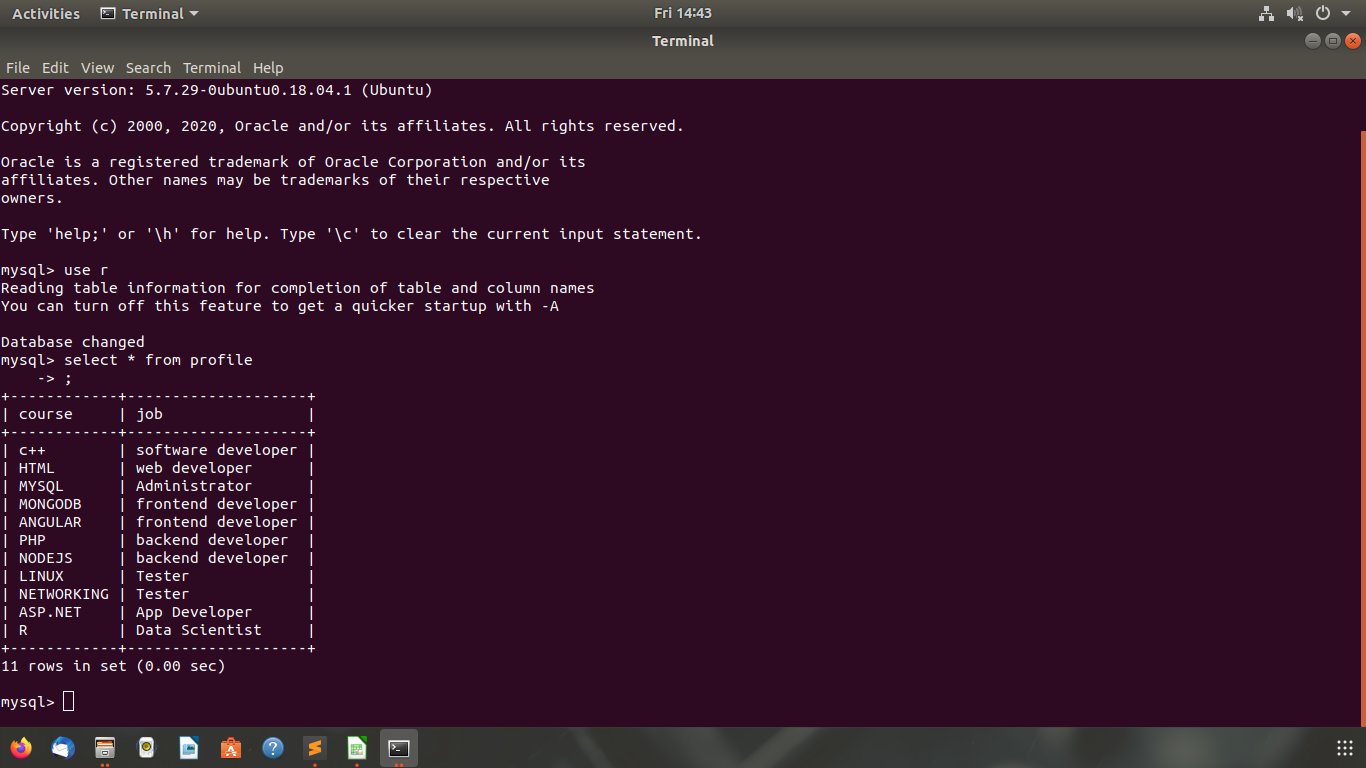 Activities Terminal Fri 14:43
Terminal
File Edit View Search Terminal Help
Server version: 5.7.29-0ubuntu0.18.04.1 (Ubuntu)
Copyright (c) 2000, 2020, Oracle and/or its affiliates. All rights reserved.
Oracle is a registered trademark of Oracle Corporation and/or its
affiliates. Other names may be trademarks of their respective
owners.
Type 'help;' or '\h' for help. Type '\c' to clear the current input statement.
mysql> use r
Reading table information for completion of table and column names
You can turn off this feature to get a quicker startup with -A
Database changed
mysql> select * from profile
    -> ;
+------------+--------------------+
| course     | job                |
+------------+--------------------+
| c++        | software developer |
| HTML       | web developer      |
| MYSQL      | Administrator      |
| MONGODB    | frontend developer |
| ANGULAR    | frontend developer |
| PHP        | backend developer  |
| NODEJS     | backend developer  |
| LINUX      | Tester             |
| NETWORKING | Tester             |
| ASP.NET    | App Developer      |
| R          | Data Scientist     |
+------------+--------------------+
11 rows in set (0.00 sec)
mysql>